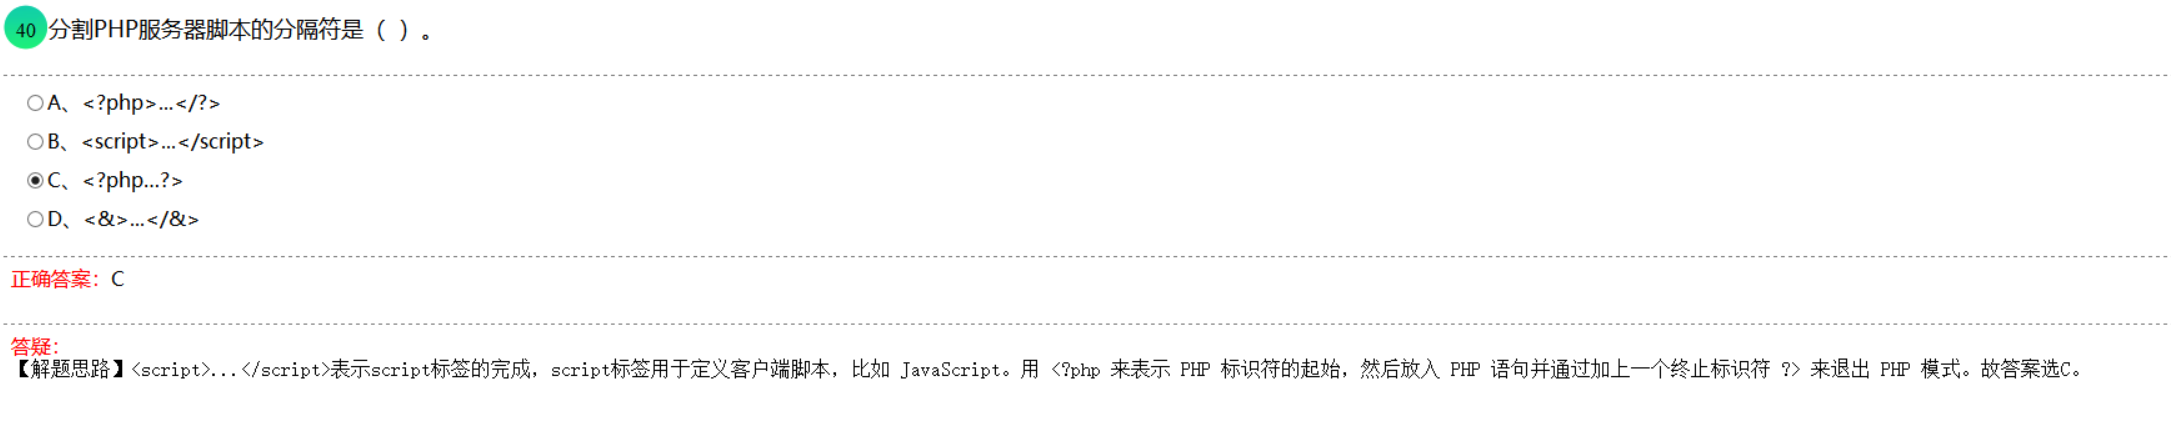 40 分割PHP服务器脚本的分隔符是（ ）。
A、<?php>...</?>
B、<script>...</script>
C、<?php...?>
D、<&>...</&>
正确答案：C
答疑：
【解题思路】<script>...</script>表示script标签的完成，script标签用于定义客户端脚本，比如 JavaScript。用 <?php 来表示 PHP 标识符的起始，然后放入 PHP 语句并通过加上一个终止标识符 ?> 来退出 PHP 模式。故答案选C。